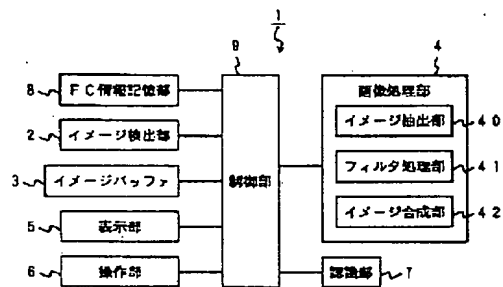 1
9
4
8 FC情報記憶部
2 イメージ検出部
3 イメージバッファ
5 表示部
6 操作部
制御部
画像処理部
イメージ抽出部 40
フィルタ処理部 41
イメージ合成部 42
認識部 7